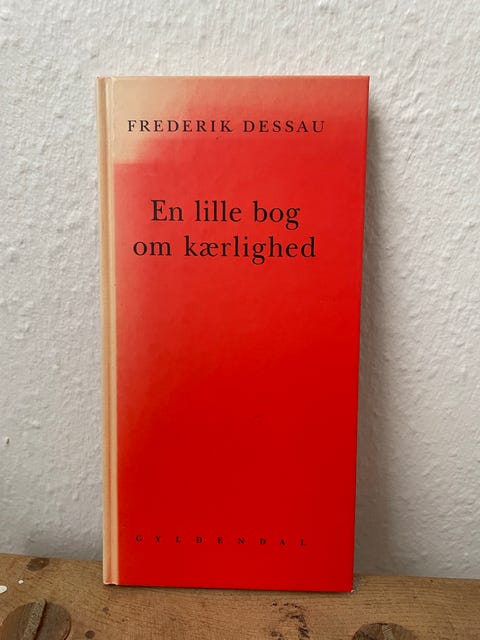 FREDERIK DESSAU
En lille bog
om kærlighed
GYLDENDAL